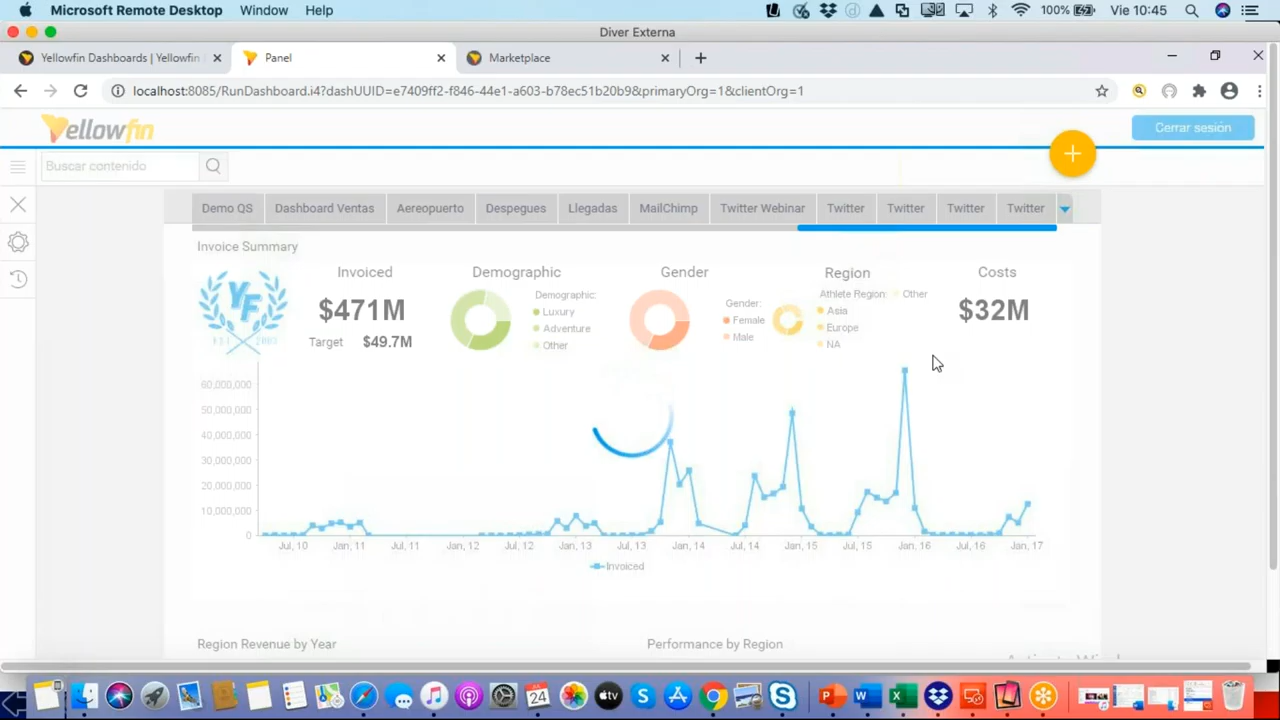 Microsoft Remote Desktop Window Help 100% Vie 10:45
Diver Externa
Yellowfin Dashboards | Yellowfin Panel Marketplace
localhost:8085/RunDashboard.i4?dashUUID=e7409ff2-f846-44e1-a603-b78ec51b20b9&primaryOrg=1&clientOrg=1
Yellowfin Cerrar sesión
Buscar contenido
Demo QS Dashboard Ventas Aereopuerto Despegues Llegadas MailChimp Twitter Webinar Twitter Twitter Twitter Twitter
Invoice Summary
Invoiced Demographic Gender Region Costs
YF
$471M
Target $49.7M
Demographic:
Luxury
Adventure
Other
Gender:
Female
Male
Athlete Region: Other
Asia
Europe
NA
$32M
60,000,000
50,000,000
40,000,000
30,000,000
20,000,000
10,000,000
0
Jul, 10 Jan, 11 Jul, 11 Jan, 12 Jul, 12 Jan, 13 Jul, 13 Jan, 14 Jul, 14 Jan, 15 Jul, 15 Jan, 16 Jul, 16 Jan, 17
Invoiced
Region Revenue by Year Performance by Region
24
tv